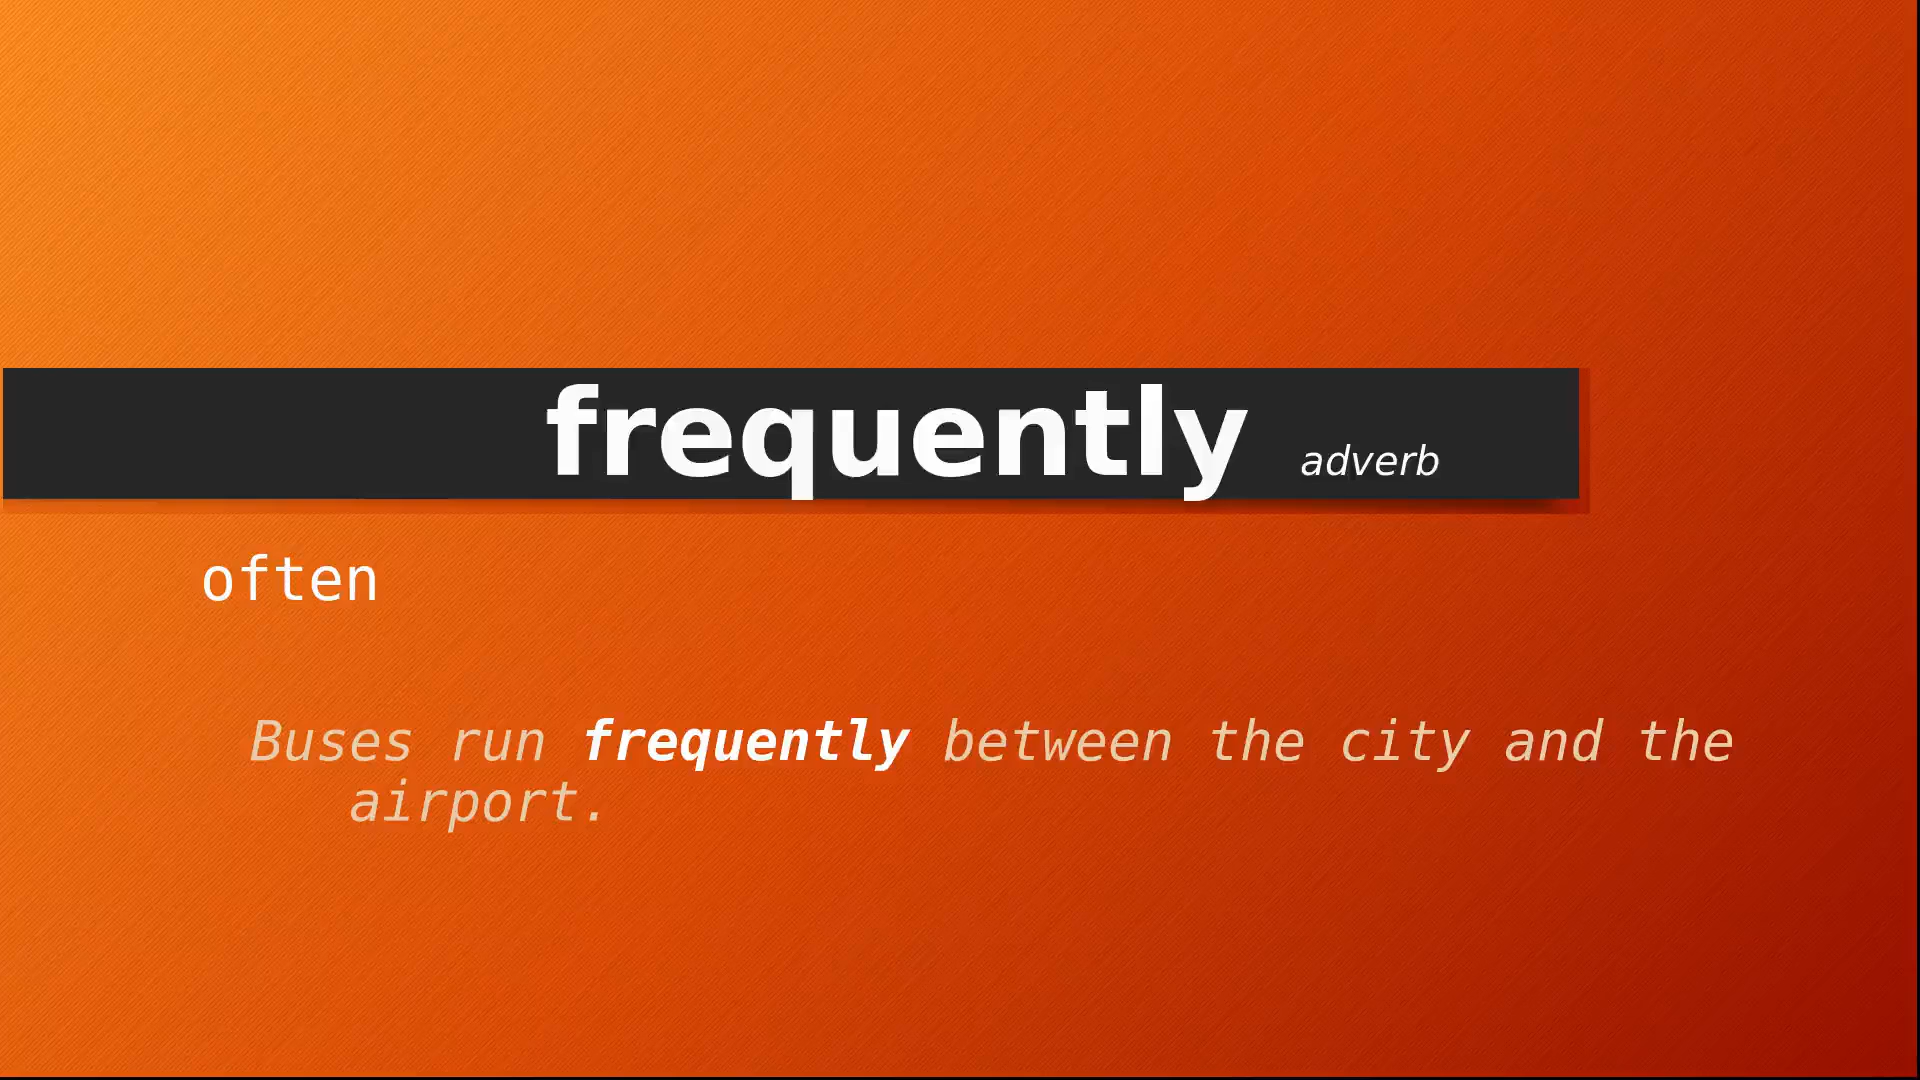 frequently adverb
often
Buses run frequently between the city and the
airport.